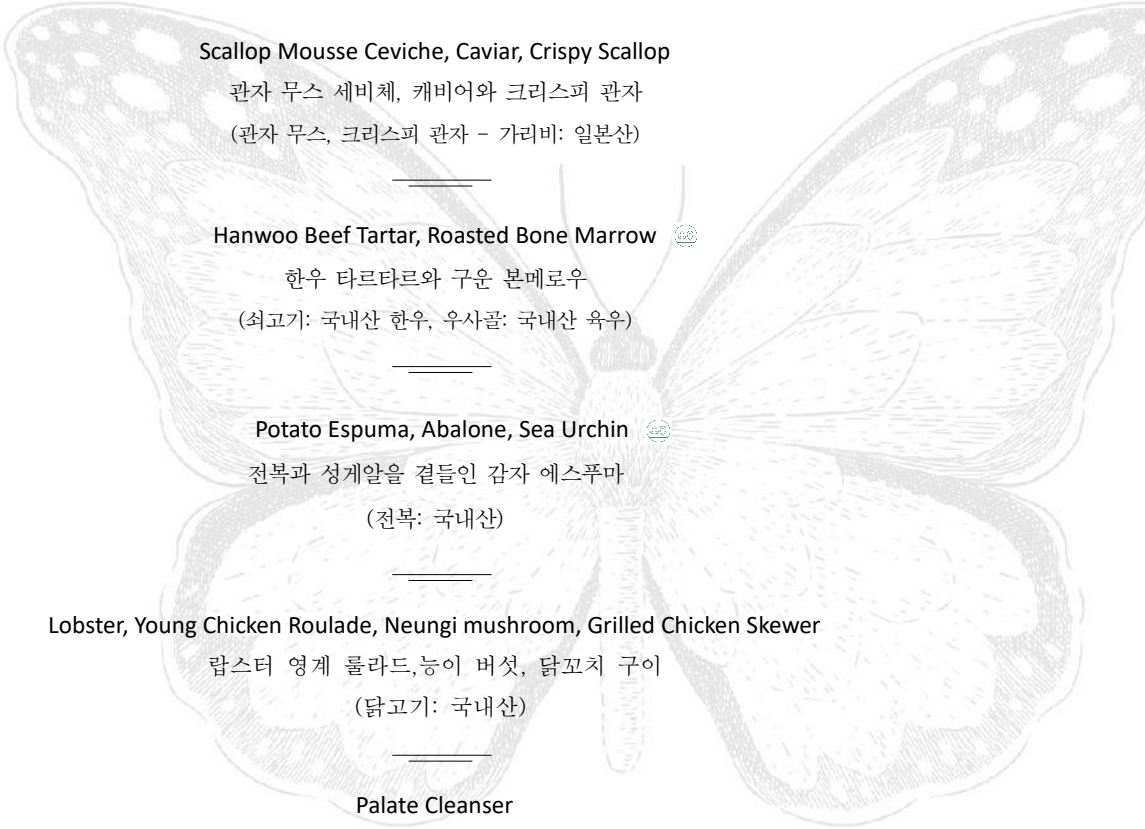 Scallop Mousse Ceviche, Caviar, Crispy Scallop
관자 무스 세비체, 캐비어와 크리스피 관자
(관자 무스, 크리스피 관자 – 가리비: 일본산)
Hanwoo Beef Tartar, Roasted Bone Marrow
한우 타르타르와 구운 본메로우
(쇠고기: 국내산 한우, 우사골: 국내산 육우)
Potato Espuma, Abalone, Sea Urchin
전복과 성게알을 곁들인 감자 에스푸마
(전복: 국내산)
Lobster, Young Chicken Roulade, Neungi mushroom, Grilled Chicken Skewer
랍스터 영계 룰라드,능이 버섯, 닭꼬치 구이
(닭고기: 국내산)
Palate Cleanser